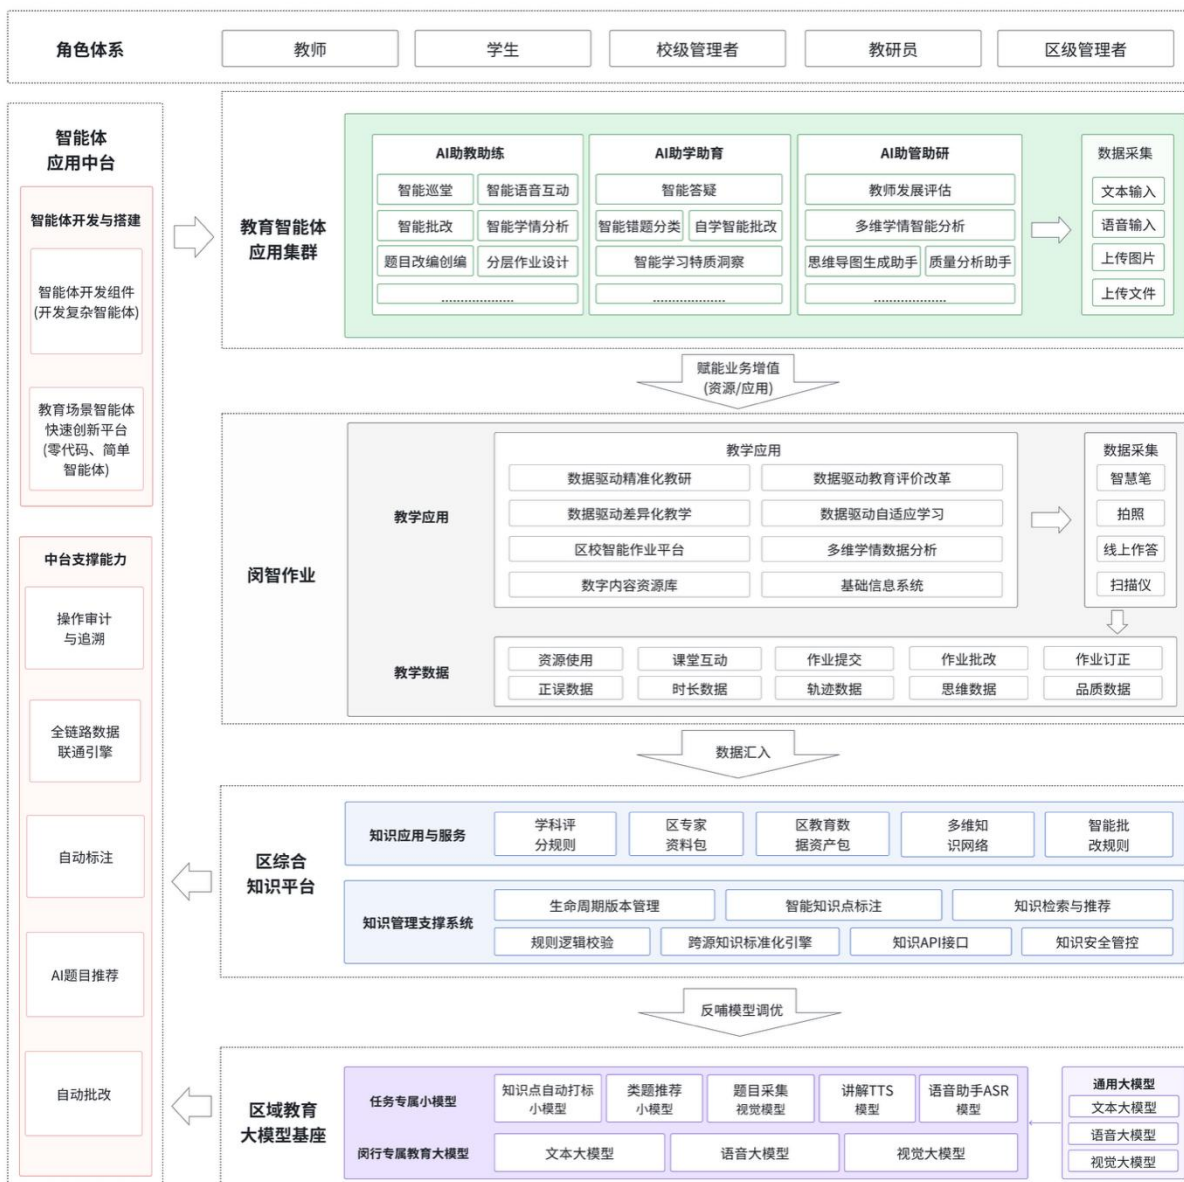 角色体系
教师
学生
校级管理者
教研员
区级管理者
智能体
应用中台
智能体开发与搭建
智能体开发组件
(开发复杂智能体)
教育场景智能体
快速创新平台
(零代码、简单
智能体)
中台支撑能力
操作审计
与追溯
全链路数据
联通引擎
自动标注
AI题目推荐
自动批改
教育智能体
应用集群
AI助教助练
智能巡堂
智能语音互动
智能批改
智能学情分析
题目改编创编
分层作业设计
...................
AI助学助育
智能答疑
智能错题分类
自学智能批改
智能学习特质洞察
...................
AI助管助研
教师发展评估
多维学情智能分析
思维导图生成助手
质量分析助手
...................
数据采集
文本输入
语音输入
上传图片
上传文件
赋能业务增值
(资源/应用)
闵智作业
教学应用
教学应用
数据驱动精准化教研
数据驱动教育评价改革
数据驱动差异化教学
数据驱动自适应学习
区校智能作业平台
多维学情数据分析
数字内容资源库
基础信息系统
数据采集
智慧笔
拍照
线上作答
扫描仪
教学数据
资源使用
课堂互动
作业提交
作业批改
作业订正
正误数据
时长数据
轨迹数据
思维数据
品质数据
数据汇入
区综合
知识平台
知识应用与服务
学科评
分规则
区专家
资料包
区教育数
据资产包
多维知
识网络
智能批
改规则
知识管理支撑系统
生命周期版本管理
智能知识点标注
知识检索与推荐
规则逻辑校验
跨源知识标准化引擎
知识API接口
知识安全管控
反哺模型调优
区域教育
大模型基座
任务专属小模型
知识点自动打标
小模型
类题推荐
小模型
题目采集
视觉模型
讲解TTS
模型
语音助手ASR
模型
闵行专属教育大模型
文本大模型
语音大模型
视觉大模型
通用大模型
文本大模型
语音大模型
视觉大模型